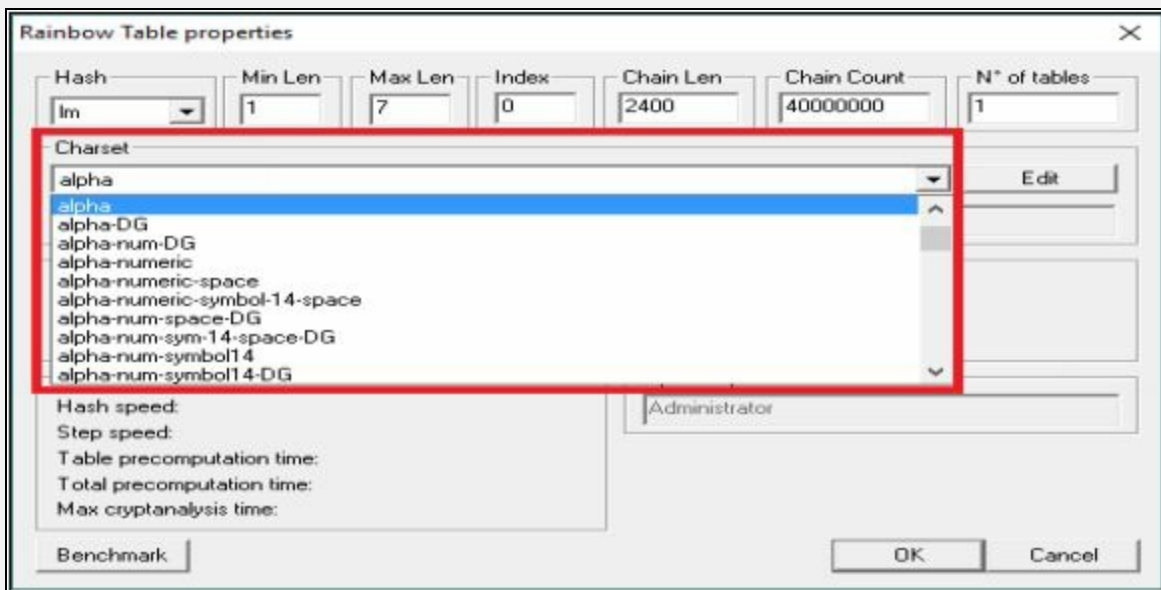 Rainbow Table properties
Hash Min Len Max Len Index Chain Len Chain Count N° of tables
lm 1 7 0 2400 40000000 1
Charset
alpha Edit
alpha
alpha-DG
alpha-num-DG
alpha-numeric
alpha-numeric-space
alpha-numeric-symbol-14-space
alpha-num-space-DG
alpha-num-sym-14-space-DG
alpha-num-symbol14
alpha-num-symbol14-DG
Hash speed: Administrator
Step speed:
Table precomputation time:
Total precomputation time:
Max cryptanalysis time:
Benchmark OK Cancel